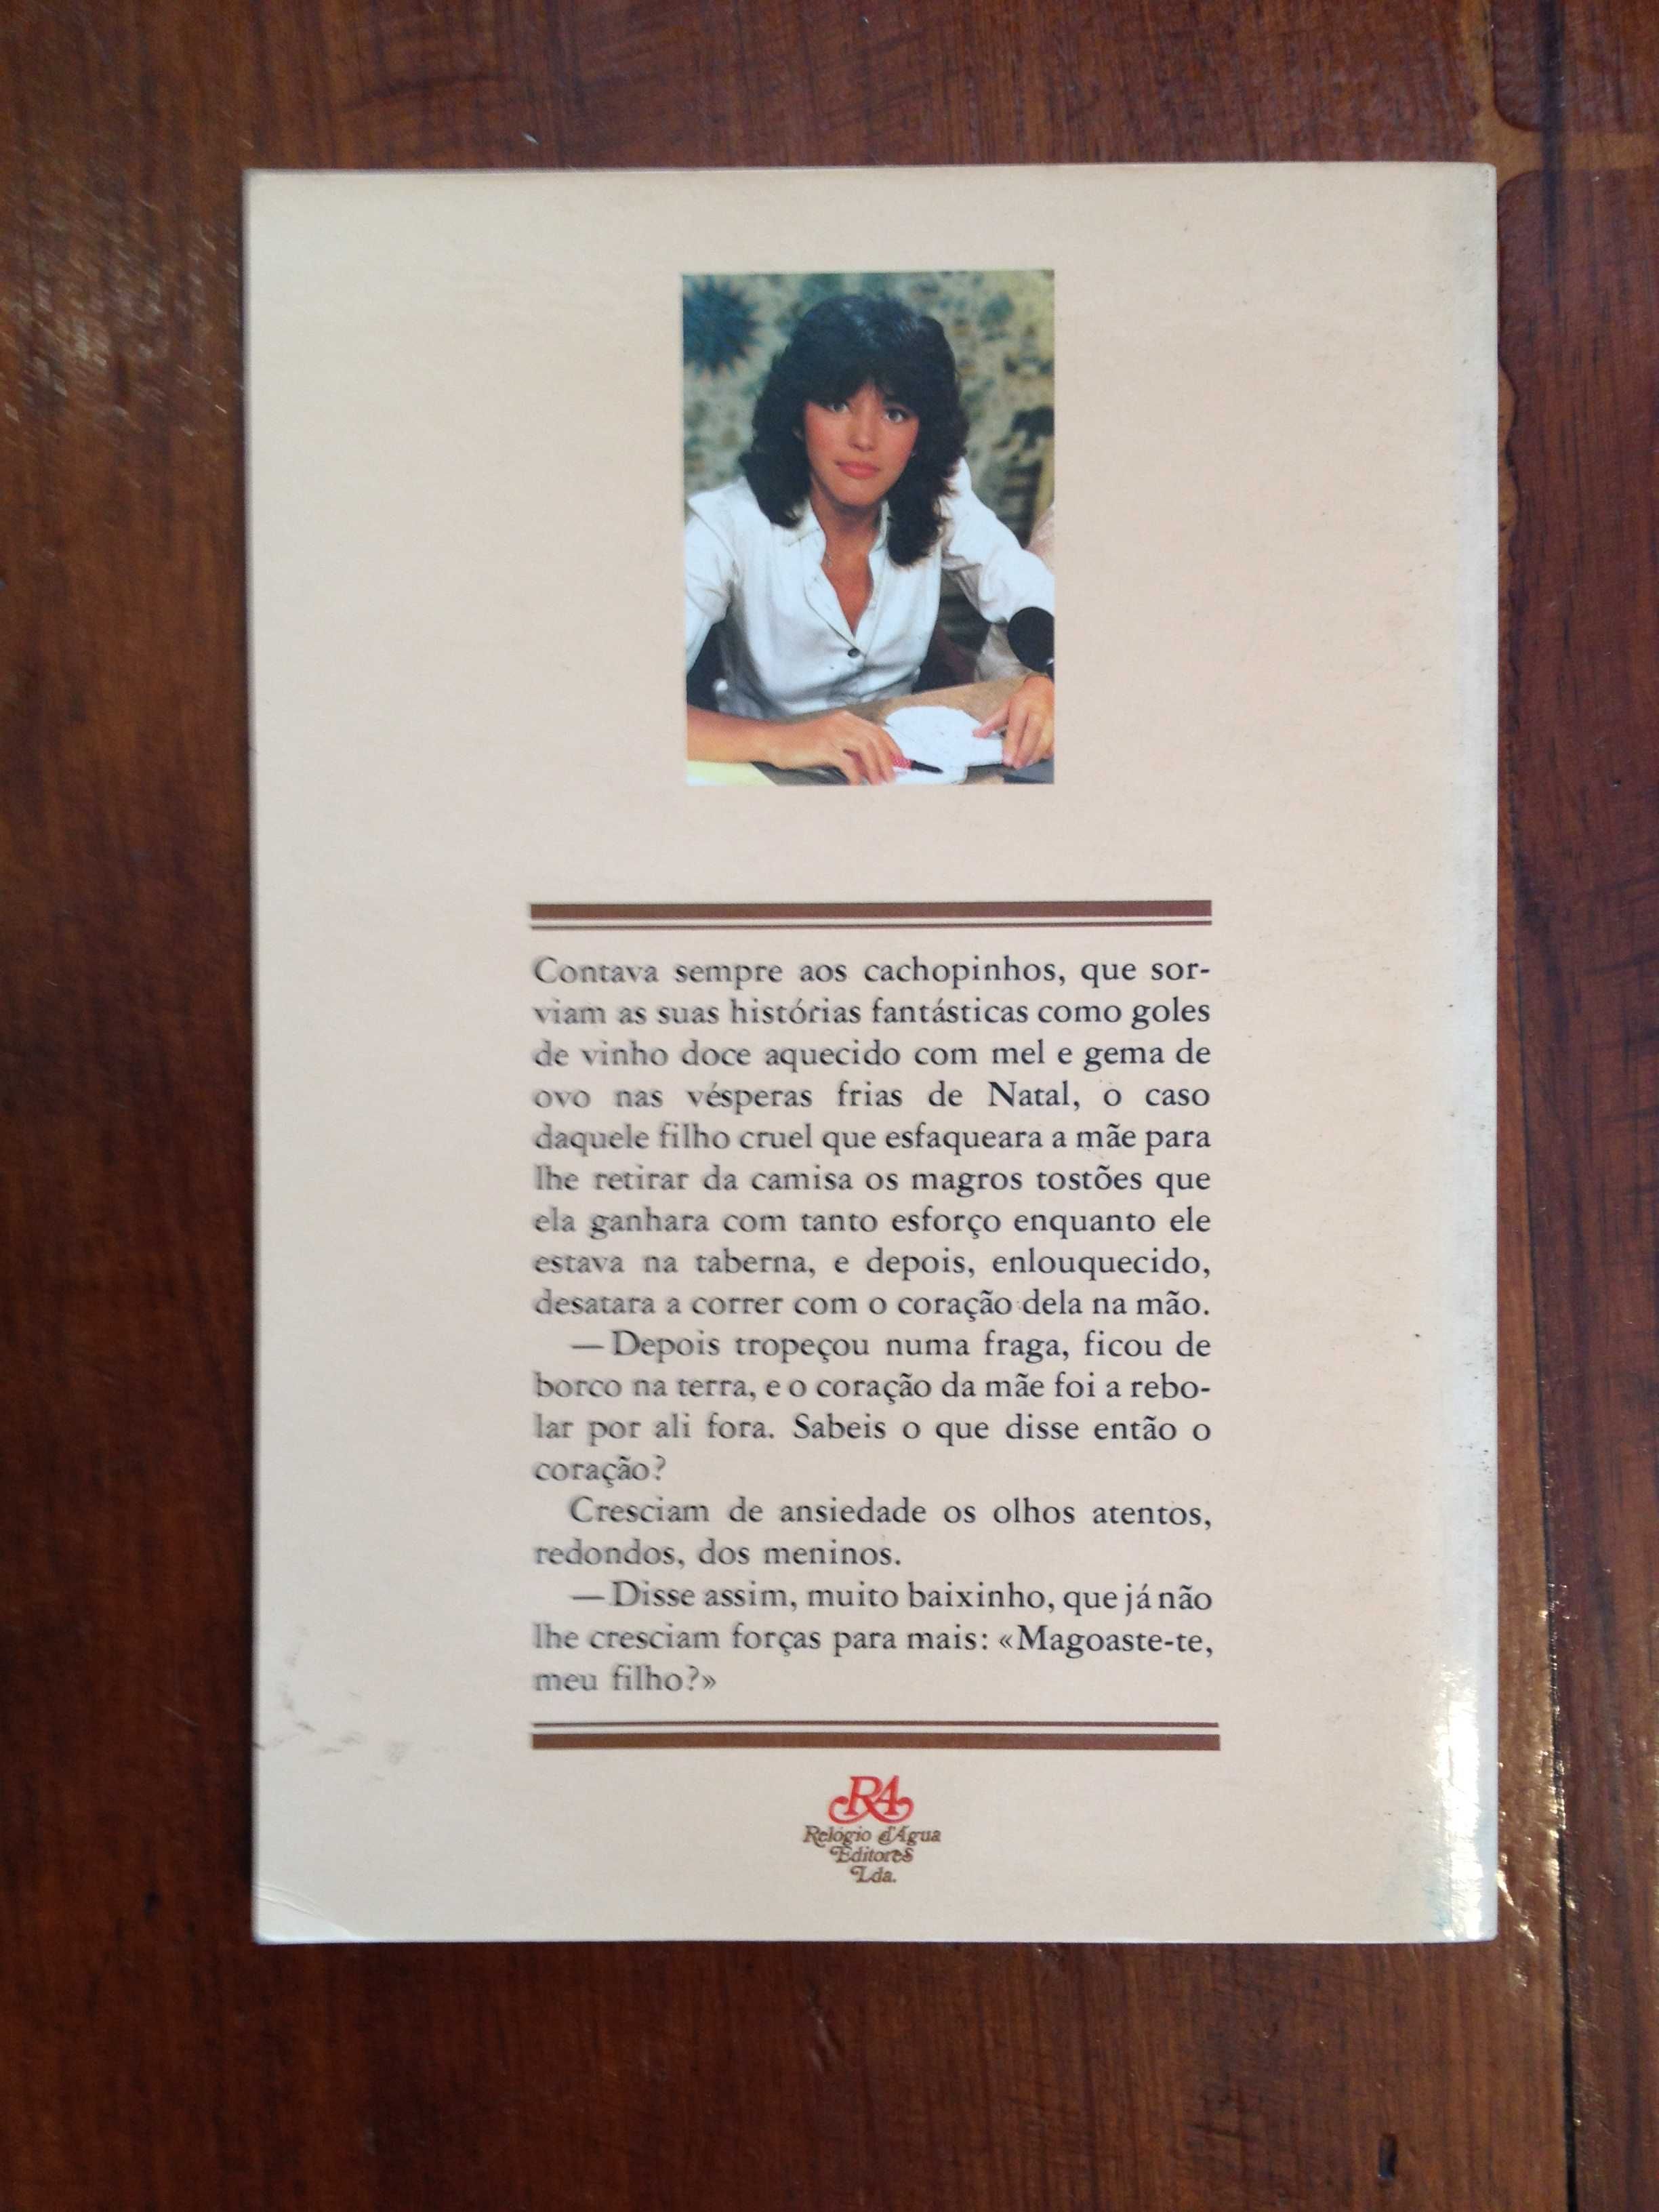 Contava sempre aos cachopinhos, que sor-
viam as suas histórias fantásticas como goles
de vinho doce aquecido com mel e gema de
ovo nas vésperas frias de Natal, o caso
daquele filho cruel que esfaqueara a mãe para
lhe retirar da camisa os magros tostões que
ela ganhara com tanto esforço enquanto ele
estava na taberna, e depois, enlouquecido,
desatara a correr com o coração dela na mão.
— Depois tropeçou numa fraga, ficou de
borco na terra, e o coração da mãe foi a rebo-
lar por ali fora. Sabeis o que disse então o
coração?
Cresciam de ansiedade os olhos atentos,
redondos, dos meninos.
— Disse assim, muito baixinho, que já não
lhe cresciam forças para mais: «Magoaste-te,
meu filho?»
RA
Relógio d'Água
Editores
Lda.